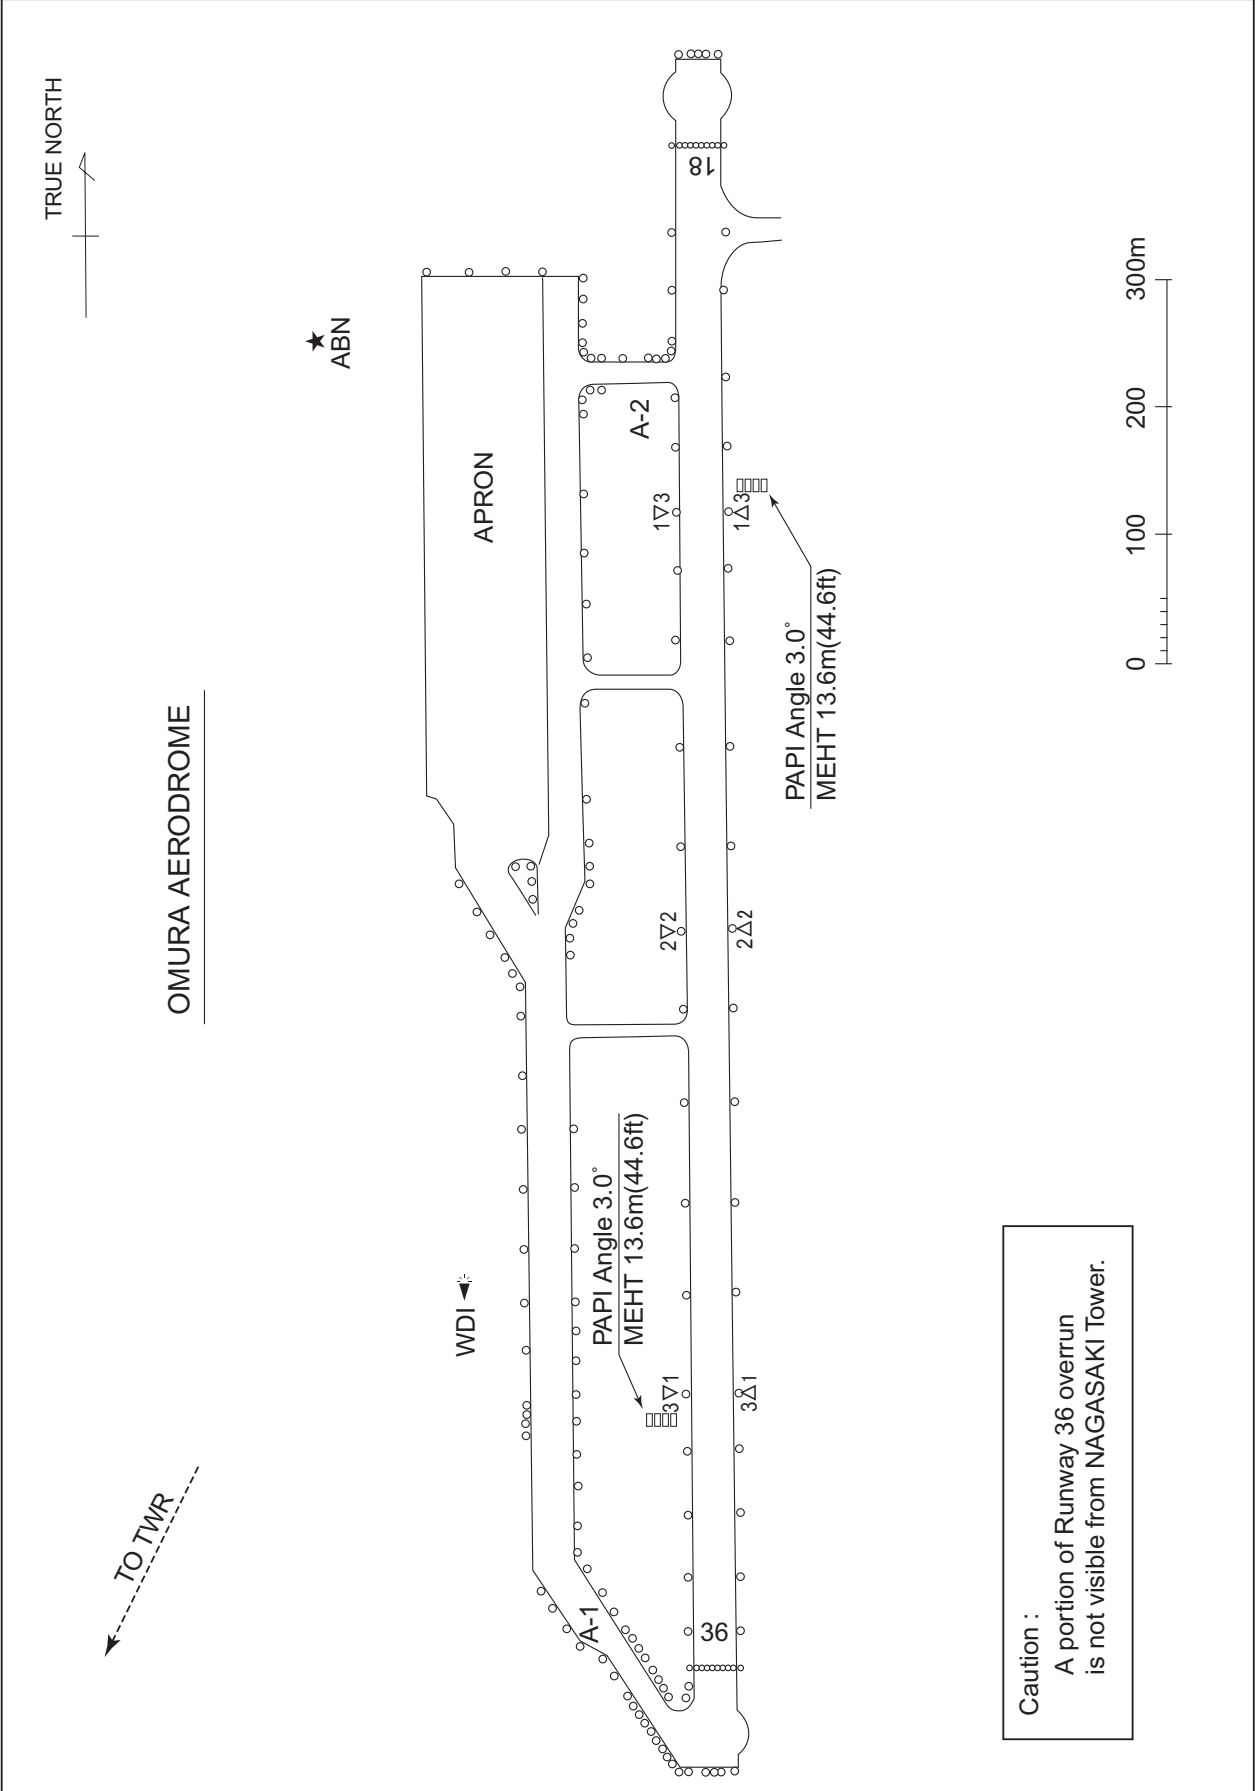 TRUE NORTH
OMURA AERODROME
ABN
APRON
18
A-2
1▽3
1△3
PAPI Angle 3.0°
MEHT 13.6m(44.6ft)
2▽2
2△2
WDI
PAPI Angle 3.0°
MEHT 13.6m(44.6ft)
3▽1
3△1
TO TWR
A-1
36
0 100 200 300m
Caution :
A portion of Runway 36 overrun
is not visible from NAGASAKI Tower.